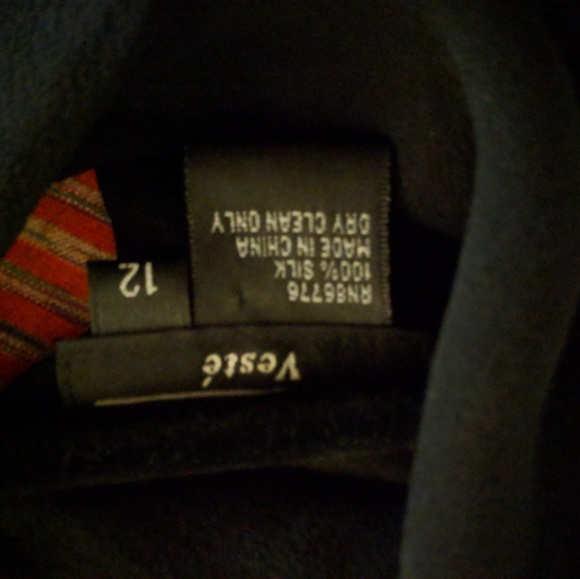 Vesté
12
RN86776
100% SILK
MADE IN CHINA
DRY CLEAN ONLY